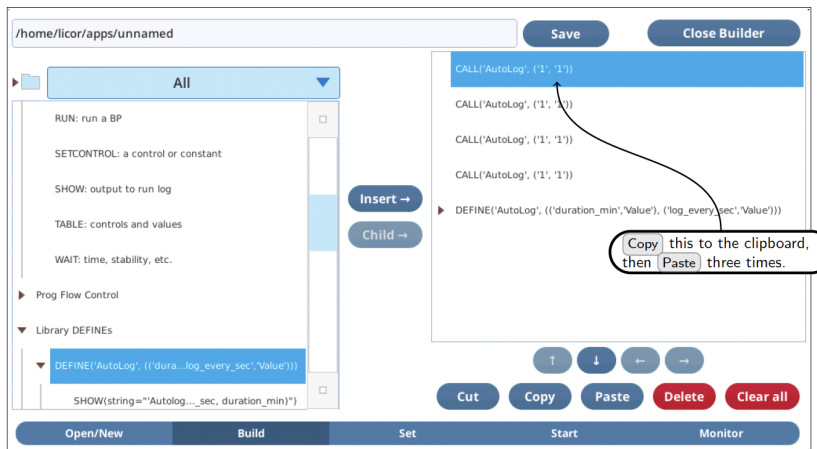 /home/licor/apps/unnamed
Save
Close Builder
All
RUN: run a BP
SETCONTROL: a control or constant
SHOW: output to run log
TABLE: controls and values
WAIT: time, stability, etc.
Prog Flow Control
Library DEFINEs
DEFINE('AutoLog', (('dura...log_every_sec','Value')))
SHOW(string="'Autolog..._sec, duration_min)")
Insert →
Child →
CALL('AutoLog', ('1', '1'))
CALL('AutoLog', ('1', '1'))
CALL('AutoLog', ('1', '1'))
CALL('AutoLog', ('1', '1'))
DEFINE('AutoLog', (('duration_min','Value'), ('log_every_sec','Value')))
Copy this to the clipboard,
then Paste three times.
↑ ↓ ← →
Cut
Copy
Paste
Delete
Clear all
Open/New
Build
Set
Start
Monitor